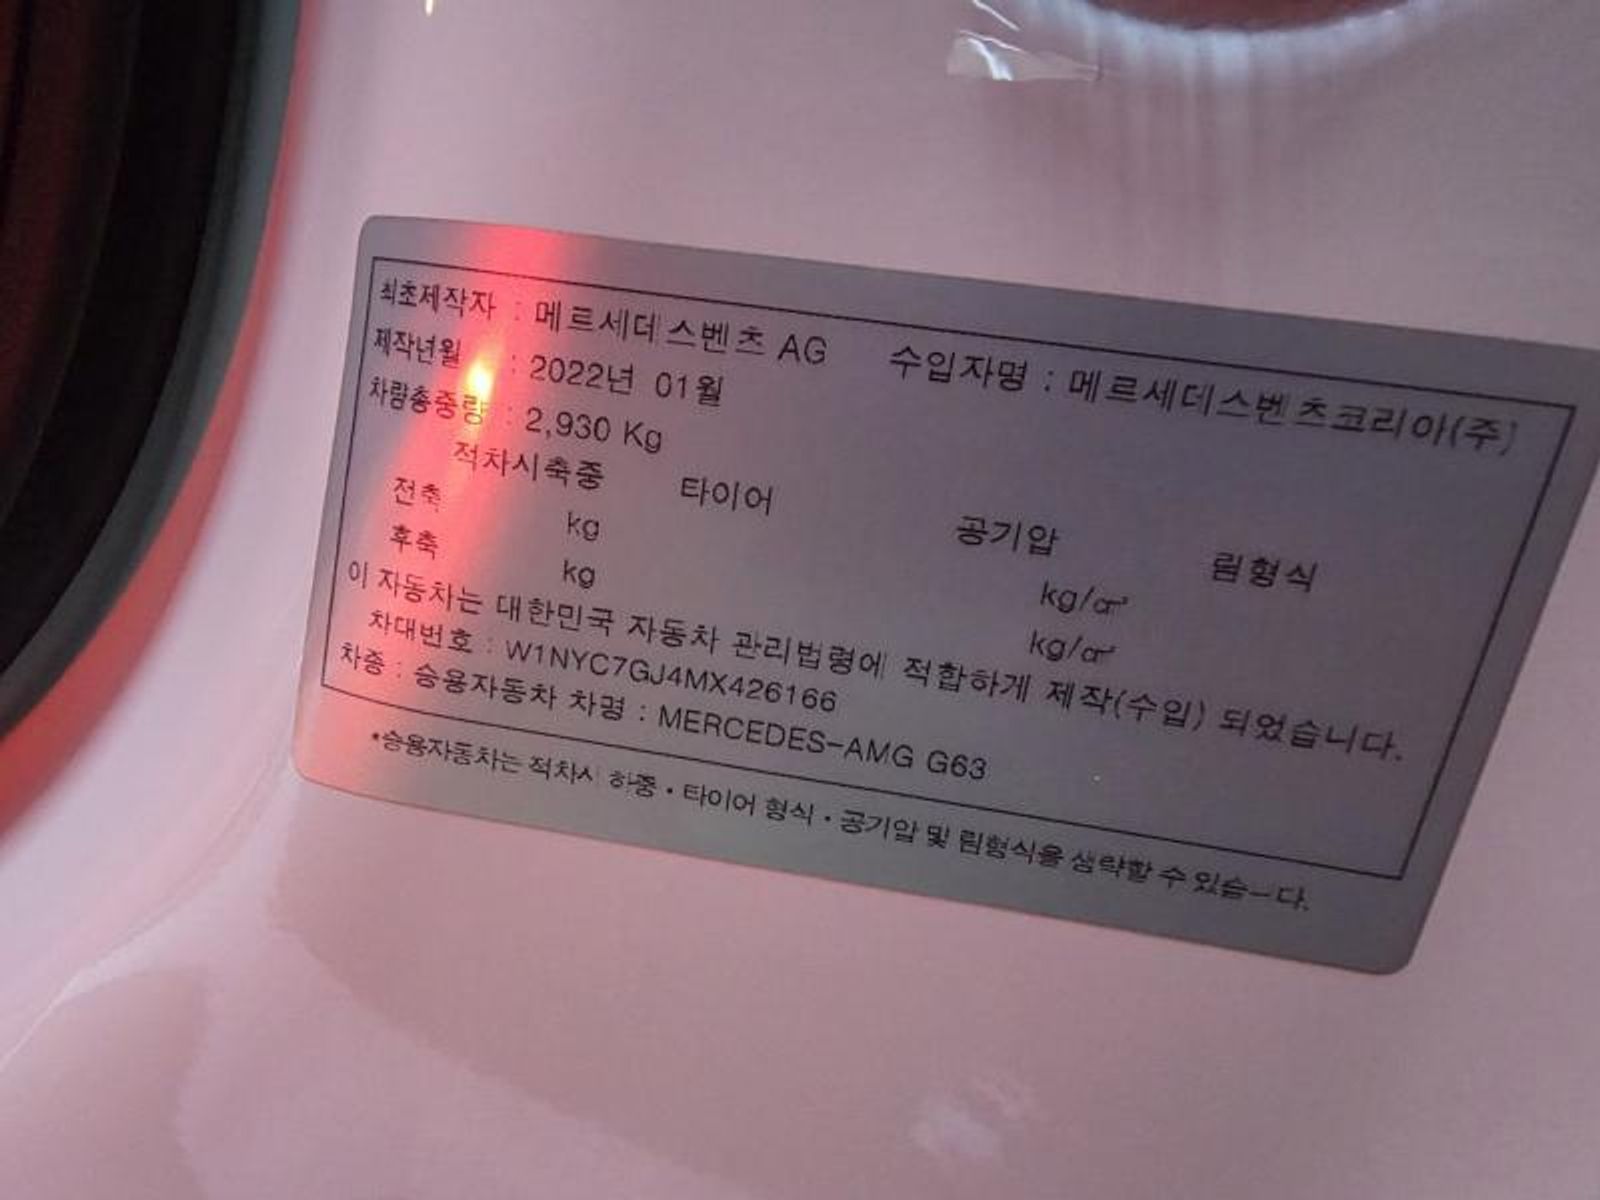 최초제작자 : 메르세데스벤츠 AG 수입자명 : 메르세데스벤츠코리아(주)
제작년월 : 2022년 01월
차량총중량 : 2,930 Kg
적차시축중 타이어 공기압 림형식
전축 kg kg/㎠
후축 kg kg/㎠
이 자동차는 대한민국 자동차 관리법령에 적합하게 제작(수입) 되었습니다.
차대번호 : W1NYC7GJ4MX426166
차종 : 승용자동차 차명 : MERCEDES-AMG G63
*승용자동차는 적차시 하중·타이어 형식·공기압 및 림형식을 생략할 수 있습니다.